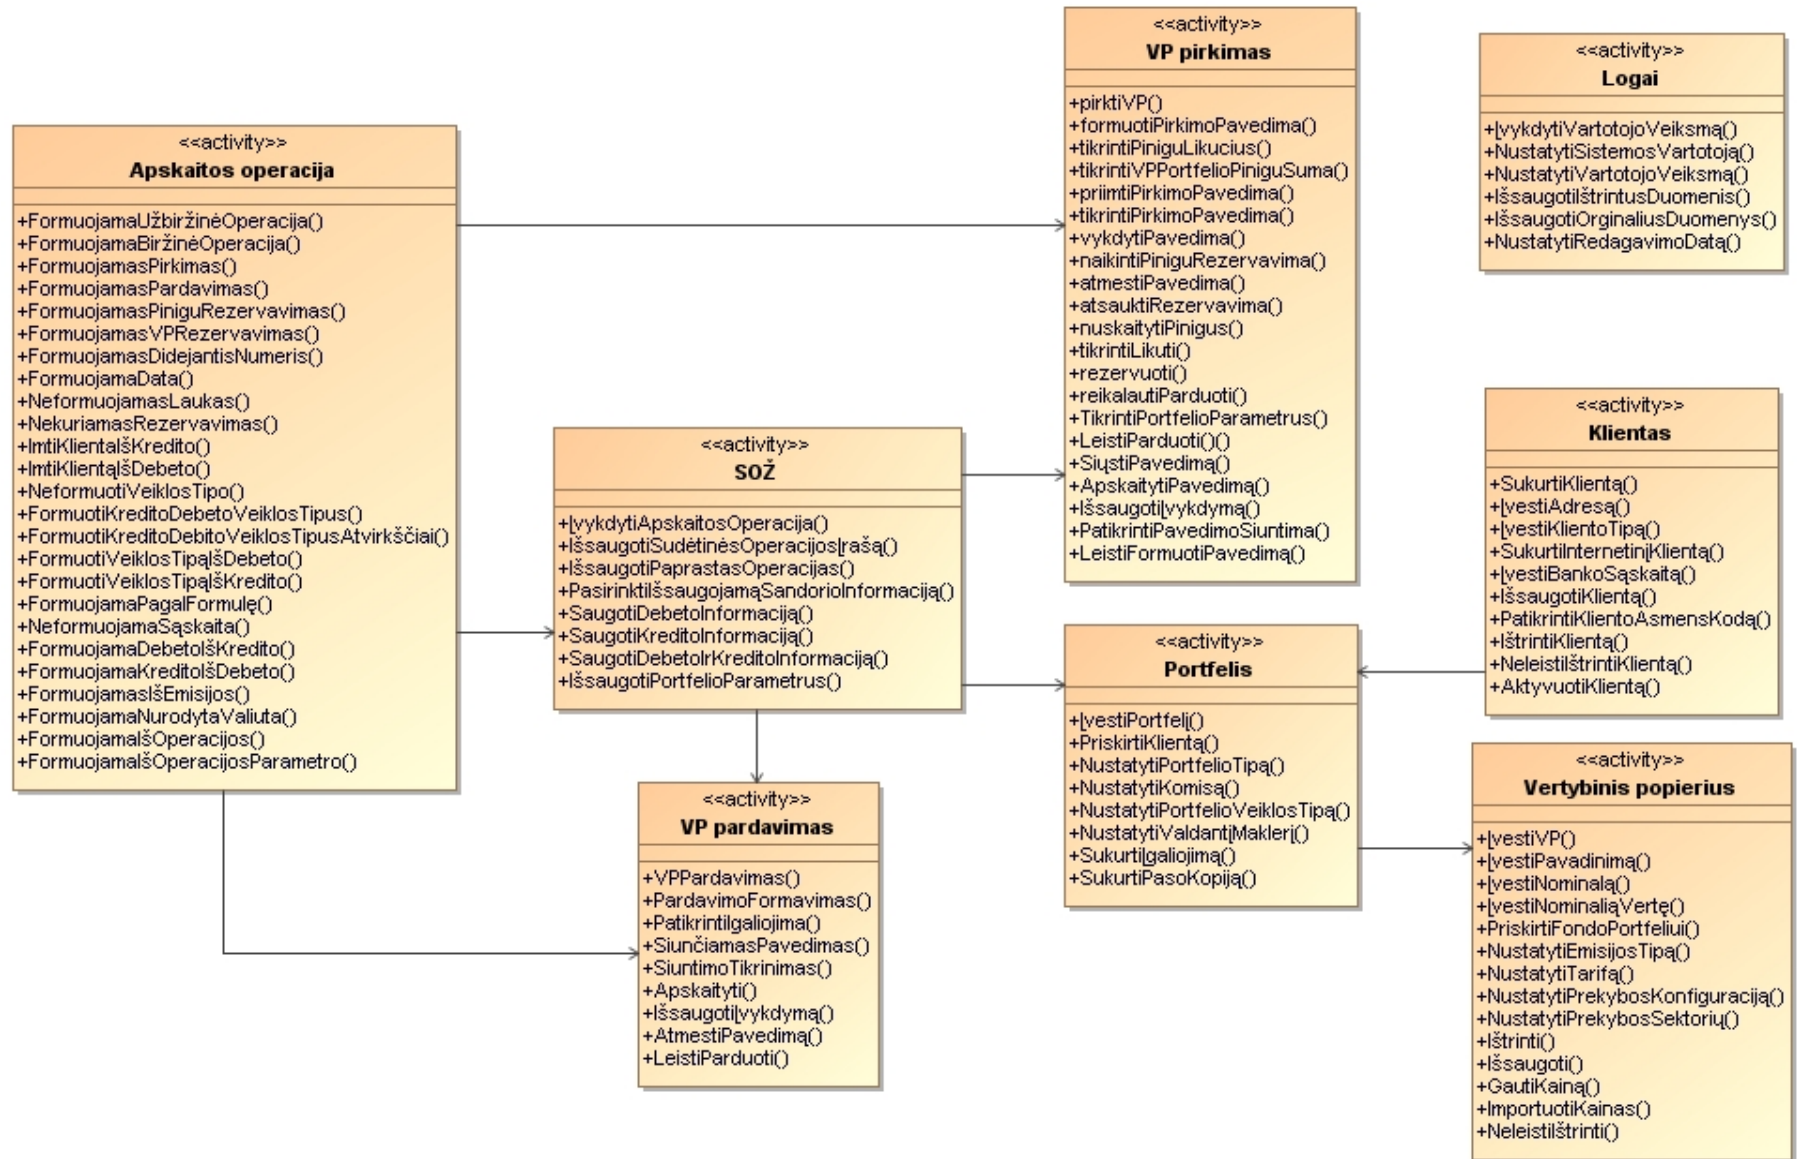 <<activity>>
Apskaitos operacija
+FormuojamaUžbiržinėOperacija()
+FormuojamaBiržinėOperacija()
+FormuojamasPirkimas()
+FormuojamasPardavimas()
+FormuojamasPiniguRezervavimas()
+FormuojamasVPRezervavimas()
+FormuojamasDidejantisNumeris()
+FormuojamaData()
+NeformuojamasLaukas()
+NekuriamasRezervavimas()
+ImtiKlientaIšKredito()
+ImtiKlientąIšDebeto()
+NeformuotiVeiklosTipo()
+FormuotiKreditoDebetoVeiklosTipus()
+FormuotiKreditoDebitoVeiklosTipusAtvirkščiai()
+FormuotiVeiklosTipąIšDebeto()
+FormuotiVeiklosTipąIšKredito()
+FormuojamaPagalFormulę()
+NeformuojamaSąskaita()
+FormuojamaDebetoIšKredito()
+FormuojamaKreditoIšDebeto()
+FormuojamasIšEmisijos()
+FormuojamaNurodytaValiuta()
+FormuojamaIšOperacijos()
+FormuojamaIšOperacijosParametro()
<<activity>>
SOŽ
+ĮvykdytiApskaitosOperacija()
+IšsaugotiSudėtinėsOperacijosĮrašą()
+IšsaugotiPaprastasOperacijas()
+PasirinktiIšsaugojamąSandorioInformaciją()
+SaugotiDebetoInformaciją()
+SaugotiKreditoInformaciją()
+SaugotiDebetoIrKreditoInformaciją()
+IšsaugotiPortfelioParametrus()
<<activity>>
VP pardavimas
+VPPardavimas()
+PardavimoFormavimas()
+PatikrintiIgaliojima()
+SiunčiamasPavedimas()
+SiuntimoTikrinimas()
+Apskaityti()
+IšsaugotiĮvykdymą()
+AtmestiPavedimą()
+LeistiParduoti()
<<activity>>
VP pirkimas
+pirktiVP()
+formuotiPirkimoPavedima()
+tikrintiPiniguLikucius()
+tikrintiVPPortfelioPiniguSuma()
+priimtiPirkimoPavedima()
+tikrintiPirkimoPavedima()
+vykdytiPavedima()
+naikintiPiniguRezervavima()
+atmestiPavedima()
+atsauktiRezervavima()
+nuskaitytiPinigus()
+tikrintiLikuti()
+rezervuoti()
+reikalautiParduoti()
+TikrintiPortfelioParametrus()
+LeistiParduoti()()
+SiųstiPavedimą()
+ApskaitytiPavedimą()
+IšsaugotiĮvykdymą()
+PatikrintiPavedimoSiuntima()
+LeistiFormuotiPavedimą()
<<activity>>
Portfelis
+ĮvestiPortfelį()
+PriskirtiKlientą()
+NustatytiPortfelioTipą()
+NustatytiKomisą()
+NustatytiPortfelioVeiklosTipą()
+NustatytiValdantįMaklerį()
+SukurtiĮgaliojimą()
+SukurtiPasoKopiją()
<<activity>>
Logai
+ĮvykdytiVartotojoVeiksmą()
+NustatytiSistemosVartotoją()
+NustatytiVartotojoVeiksmą()
+IšsaugotiIštrintusDuomenis()
+IšsaugotiOrginaliusDuomenys()
+NustatytiRedagavimoDatą()
<<activity>>
Klientas
+SukurtiKlientą()
+ĮvestiAdresą()
+ĮvestiKlientoTipą()
+SukurtiInternetinįKlientą()
+ĮvestiBankoSąskaitą()
+IšsaugotiKlientą()
+PatikrintiKlientoAsmensKodą()
+IštrintiKlientą()
+NeleistiIštrintiKlientą()
+AktyvuotiKlientą()
<<activity>>
Vertybinis popierius
+ĮvestiVP()
+ĮvestiPavadinimą()
+ĮvestiNominalą()
+ĮvestiNominaliąVertę()
+PriskirtiFondoPortfeliui()
+NustatytiEmisijosTipą()
+NustatytiTarifą()
+NustatytiPrekybosKonfiguraciją()
+NustatytiPrekybosSektorių()
+Ištrinti()
+Išsaugoti()
+GautiKainą()
+ImportuotiKainas()
+NeleistiIštrinti()